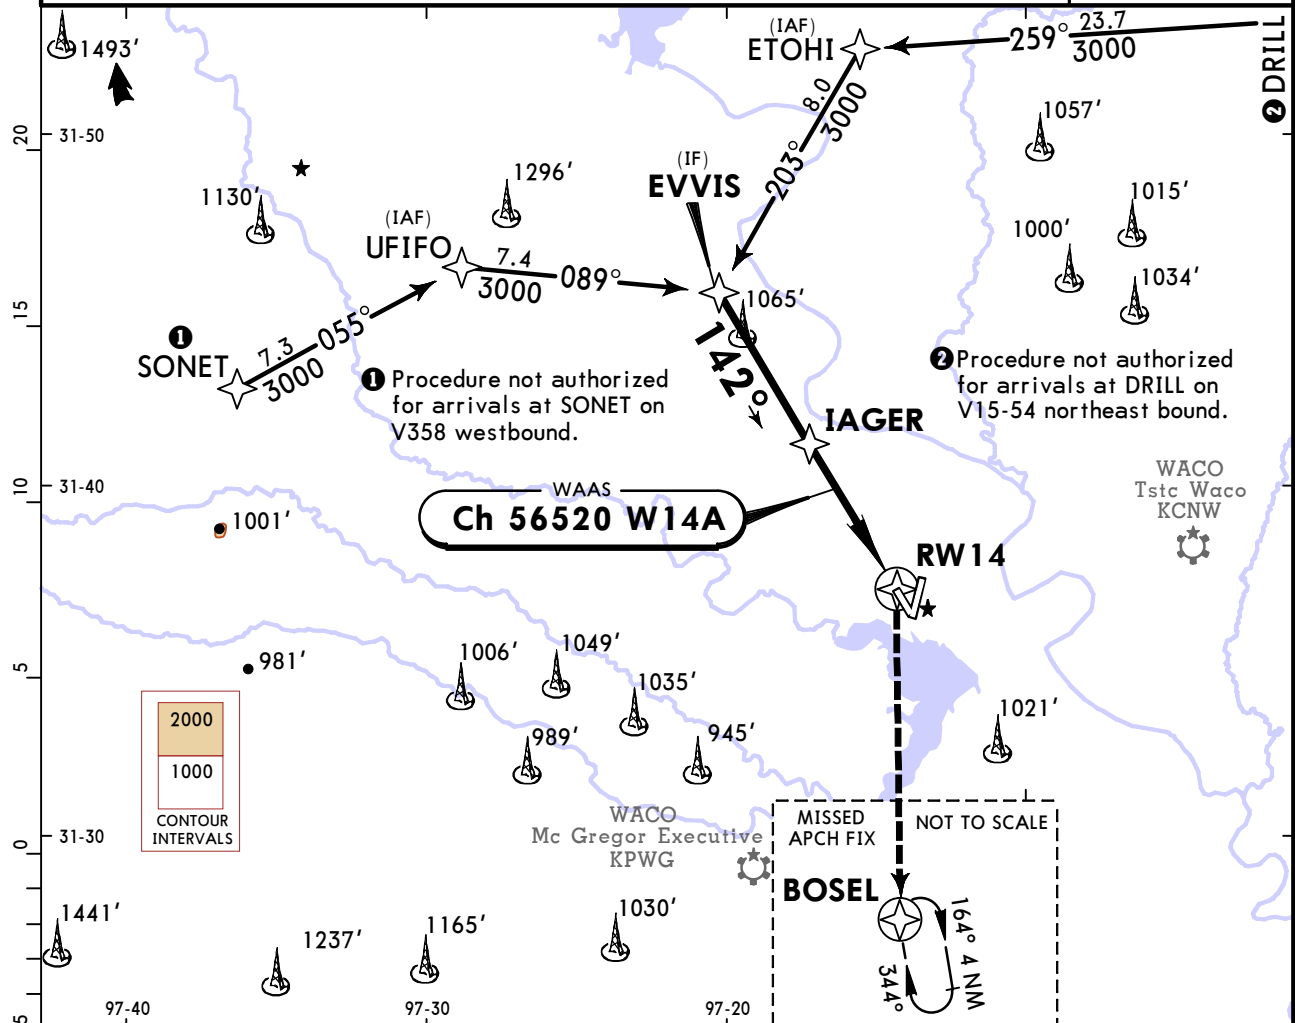 1493′
(IAF)
ETOHI
259°
23.7
3000
❷ DRILL
20
31-50
8.0
3000
203°
1057′
1130′
1296′
(IF)
EVVIS
1015′
1000′
1034′
(IAF)
UFIFO
7.4
3000
089°
1065′
15
❶
SONET
7.3
3000
055°
142°
❶ Procedure not authorized
for arrivals at SONET on
V358 westbound.
❷ Procedure not authorized
for arrivals at DRILL on
V15-54 northeast bound.
IAGER
WACO
Tstc Waco
KCNW
10
31-40
WAAS
Ch 56520 W14A
1001′
RW14
5
981′
1006′
1049′
1035′
989′
945′
1021′
2000
1000
CONTOUR
INTERVALS
WACO
Mc Gregor Executive
KPWG
MISSED
APCH FIX
NOT TO SCALE
0
31-30
BOSEL
164° 4 NM
344°
1441′
1237′
1165′
1030′
5
97-40
97-30
97-20